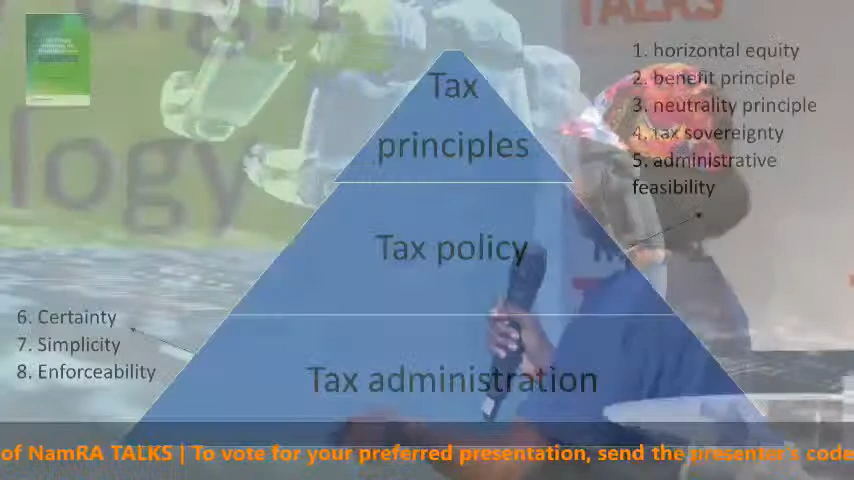 TALKS
logy
1. horizontal equity
2. benefit principle
3. neutrality principle
4. tax sovereignty
5. administrative
feasibility
Tax
principles
Tax policy
6. Certainty
7. Simplicity
8. Enforceability
Tax administration
of NamRA TALKS | To vote for your preferred presentation, send the presenter's code